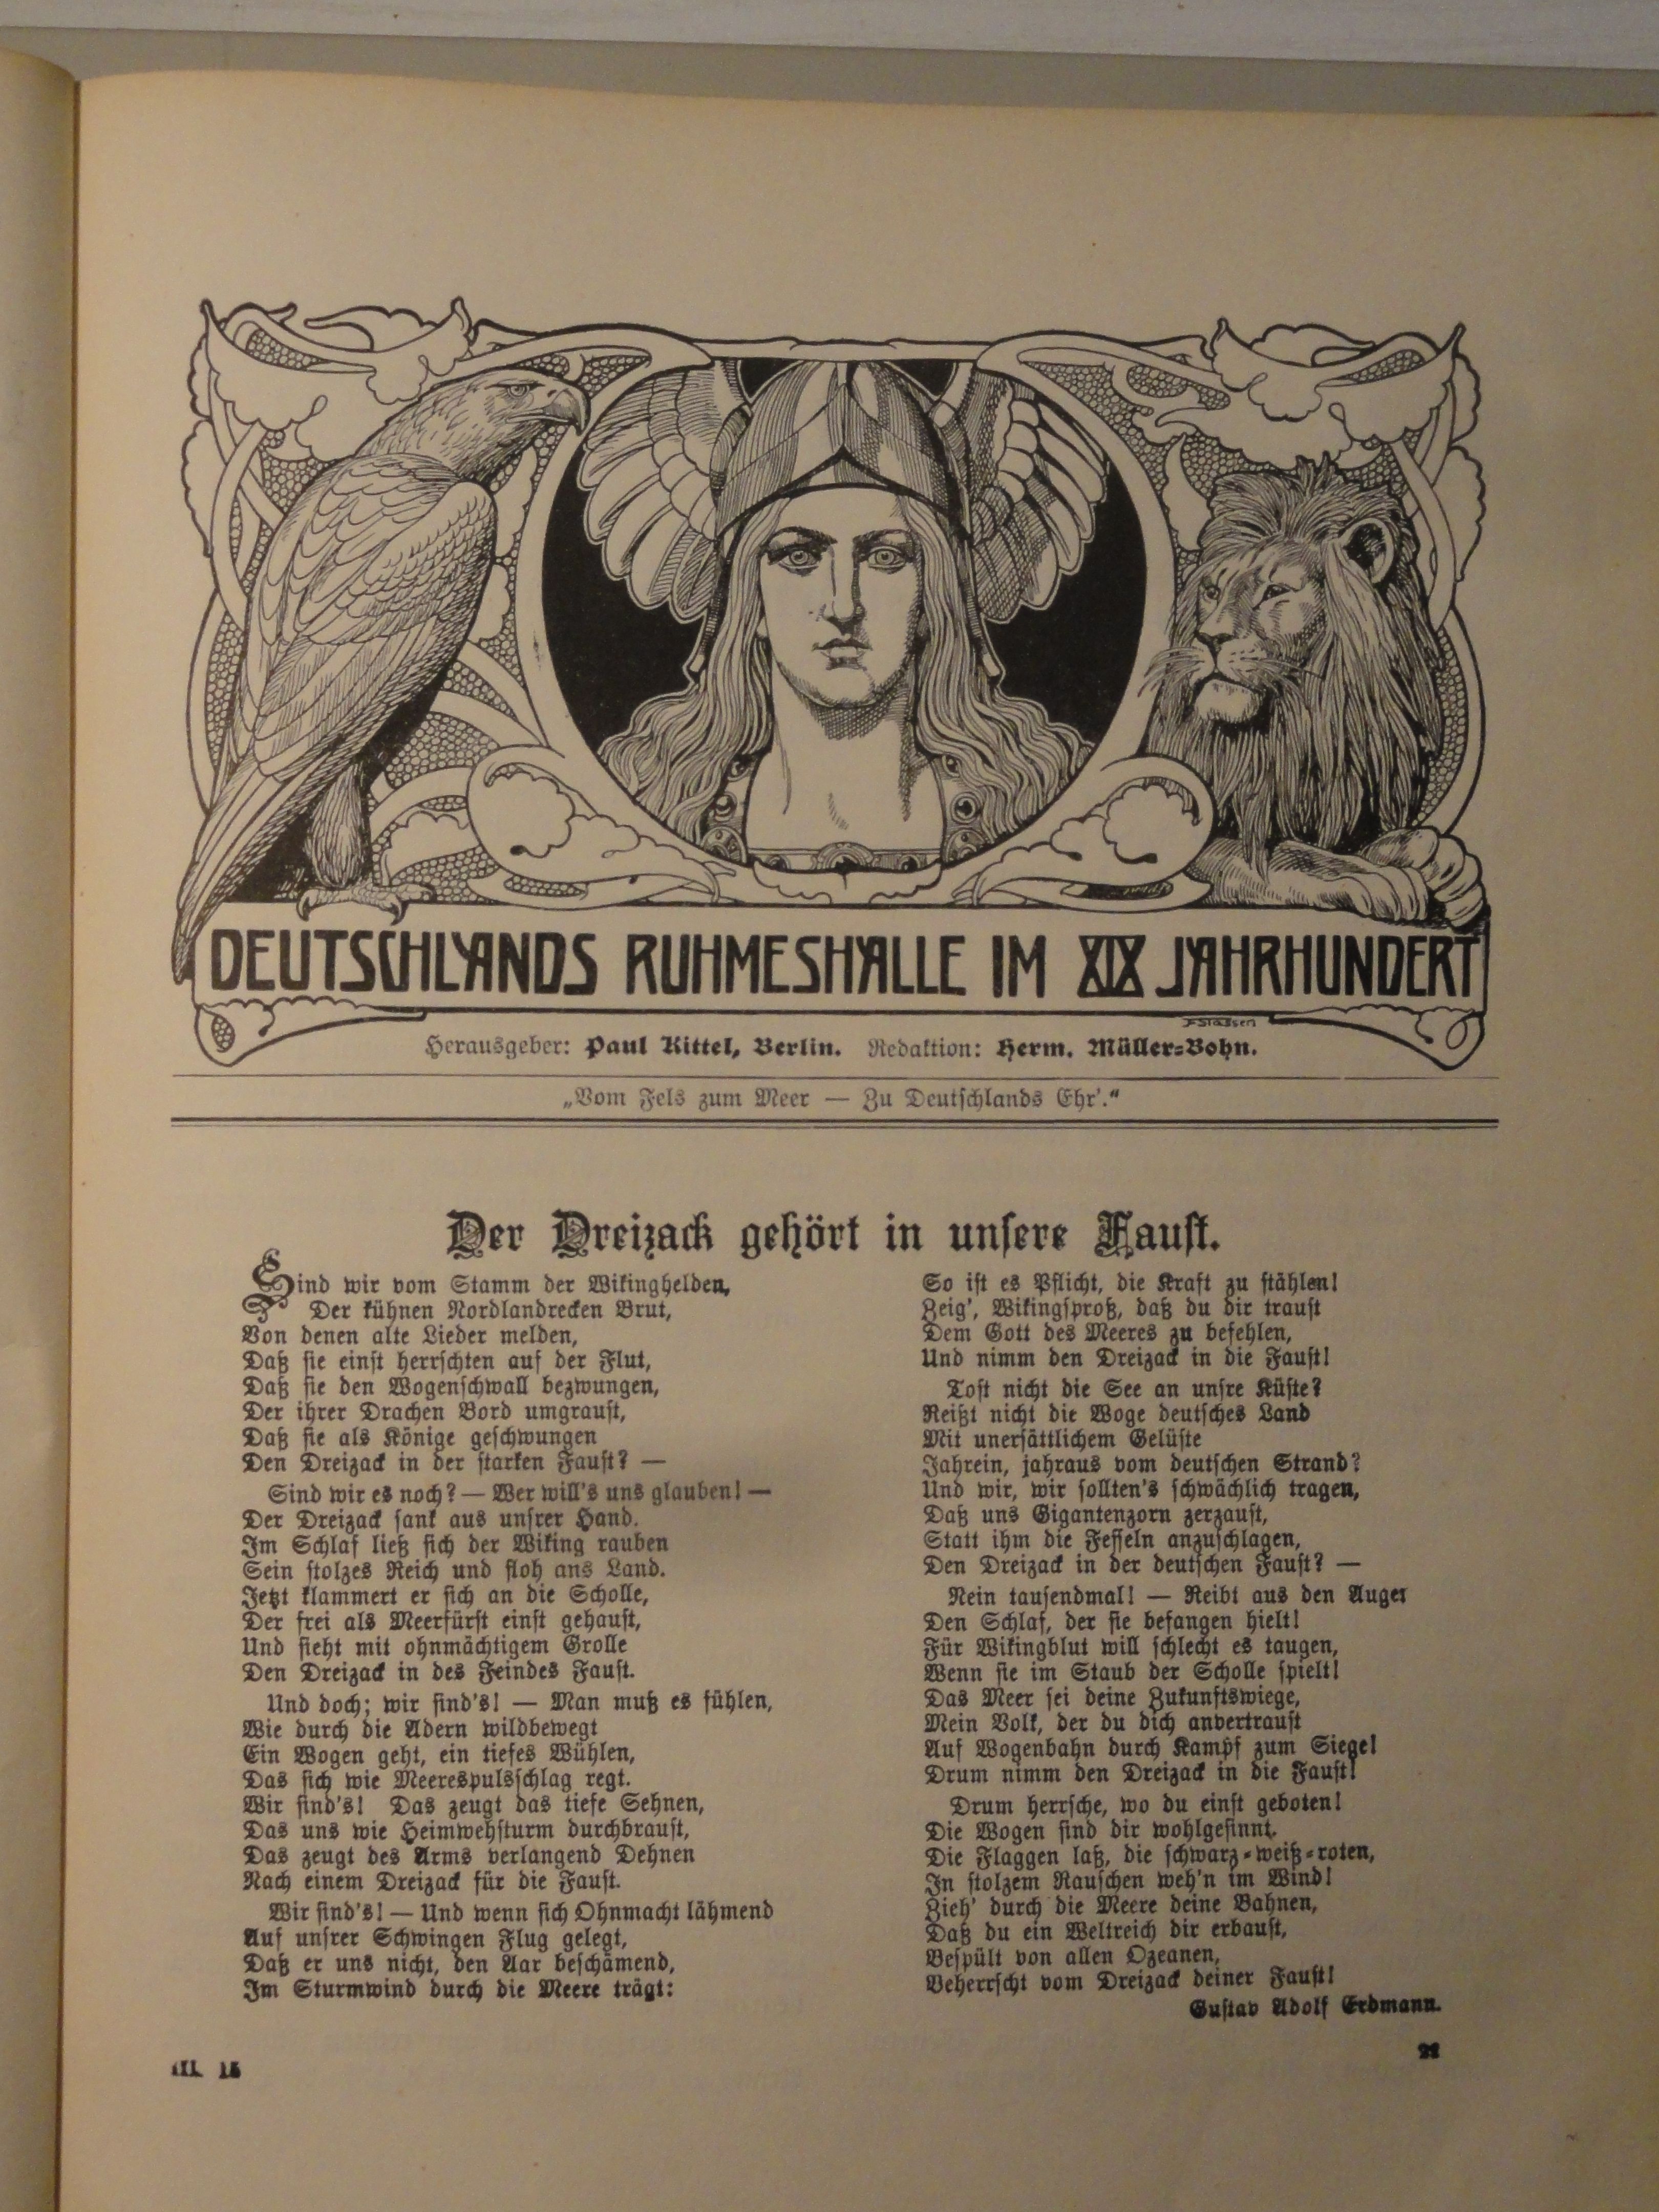 DEUTSCHLANDS RUHMESHALLE IM XIX JAHRHUNDERT
FStassen
Herausgeber: Paul Kittel, Berlin. Redaktion: Herm. Müller-Bohn.
„Vom Fels zum Meer — Zu Deutschlands Ehr'.“
Der Dreizack gehört in unsere Faust.
Sind wir vom Stamm der Wikinghelden,
Der kühnen Nordlandrecken Brut,
Von denen alte Lieder melden,
Daß sie einst herrschten auf der Flut,
Daß sie den Wogenschwall bezwungen,
Der ihrer Drachen Bord umgraust,
Daß sie als Könige geschwungen
Den Dreizack in der starken Faust? —
Sind wir es noch? — Wer will's uns glauben! —
Der Dreizack sank aus unsrer Hand.
Im Schlaf ließ sich der Wiking rauben
Sein stolzes Reich und floh ans Land.
Jetzt klammert er sich an die Scholle,
Der frei als Meerfürst einst gehaust,
Und sieht mit ohnmächtigem Grolle
Den Dreizack in des Feindes Faust.
Und doch; wir sind's! — Man muß es fühlen,
Wie durch die Adern wildbewegt
Ein Wogen geht, ein tiefes Wühlen,
Das sich wie Meerespulsschlag regt.
Wir sind's! Das zeugt das tiefe Sehnen,
Das uns wie Heimwehsturm durchbraust,
Das zeugt des Arms verlangend Dehnen
Nach einem Dreizack für die Faust.
Wir sind's! — Und wenn sich Ohnmacht lähmend
Auf unsrer Schwingen Flug gelegt,
Daß er uns nicht, den Aar beschämend,
Im Sturmwind durch die Meere trägt:
So ist es Pflicht, die Kraft zu stählen!
Zeig', Wikingsproß, daß du dir traust
Dem Gott des Meeres zu befehlen,
Und nimm den Dreizack in die Faust!
Tost nicht die See an unsre Küste?
Reißt nicht die Woge deutsches Land
Mit unersättlichem Gelüste
Jahrein, jahraus vom deutschen Strand?
Und wir, wir sollten's schwächlich tragen,
Daß uns Gigantenzorn zerzaust,
Statt ihm die Fesseln anzuschlagen,
Den Dreizack in der deutschen Faust? —
Nein tausendmal! — Reibt aus den Augen
Den Schlaf, der sie befangen hielt!
Für Wikingblut will schlecht es taugen,
Wenn sie im Staub der Scholle spielt!
Das Meer sei deine Zukunftswiege,
Mein Volk, der du dich anvertraust
Auf Wogenbahn durch Kampf zum Siege!
Drum nimm den Dreizack in die Faust!
Drum herrsche, wo du einst geboten!
Die Wogen sind dir wohlgesinnt.
Die Flaggen laß, die schwarz-weiß-roten,
In stolzem Rauschen weh'n im Wind!
Zieh' durch die Meere deine Bahnen,
Daß du ein Weltreich dir erbaust,
Bespült von allen Ozeanen,
Beherrscht vom Dreizack deiner Faust!
Gustav Adolf Erdmann.
III. 15